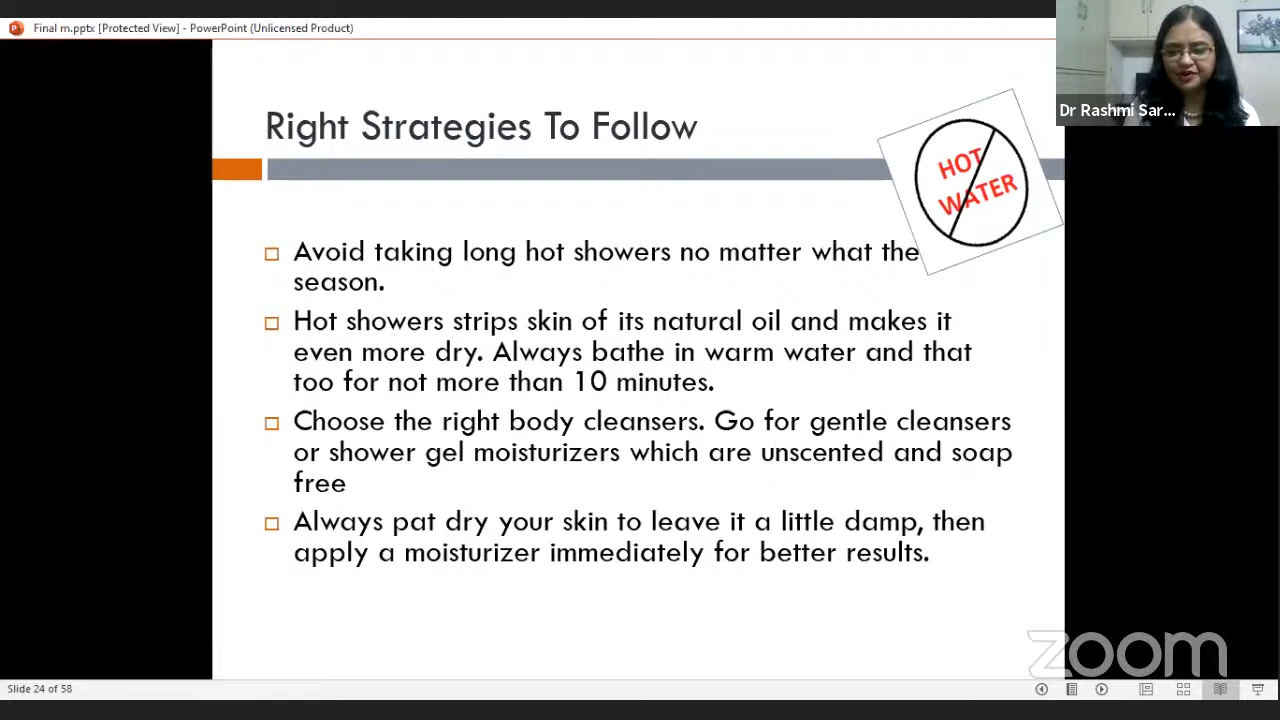 Final m.pptx [Protected View] - PowerPoint (Unlicensed Product)
Dr Rashmi Sar...
Right Strategies To Follow
HOT
WATER
Avoid taking long hot showers no matter what the
season.
Hot showers strips skin of its natural oil and makes it
even more dry. Always bathe in warm water and that
too for not more than 10 minutes.
Choose the right body cleansers. Go for gentle cleansers
or shower gel moisturizers which are unscented and soap
free
Always pat dry your skin to leave it a little damp, then
apply a moisturizer immediately for better results.
zoom
Slide 24 of 58